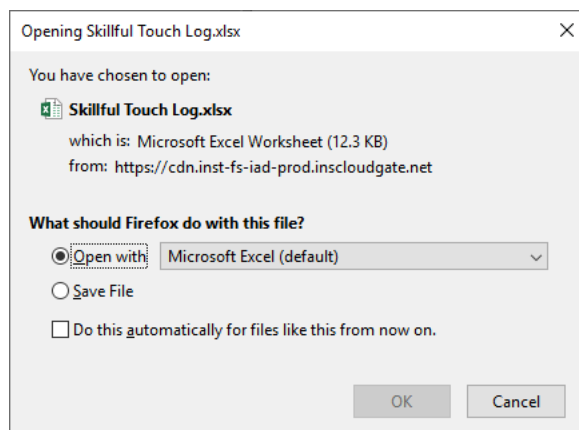 Opening Skillful Touch Log.xlsx
You have chosen to open:
Skillful Touch Log.xlsx
which is: Microsoft Excel Worksheet (12.3 KB)
from: https://cdn.inst-fs-iad-prod.inscloudgate.net
What should Firefox do with this file?
Open with Microsoft Excel (default)
Save File
Do this automatically for files like this from now on.
OK Cancel